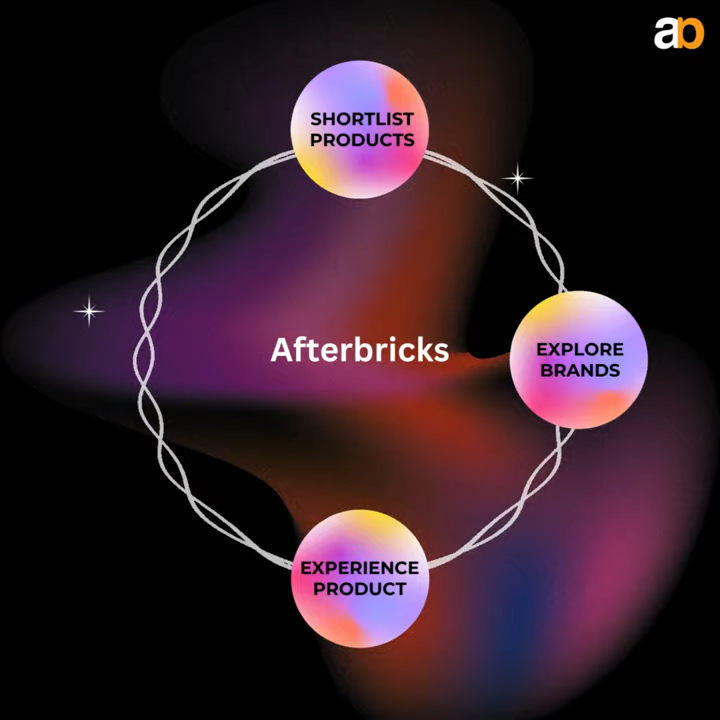 ab
SHORTLIST
PRODUCTS
Afterbricks
EXPLORE
BRANDS
EXPERIENCE
PRODUCT